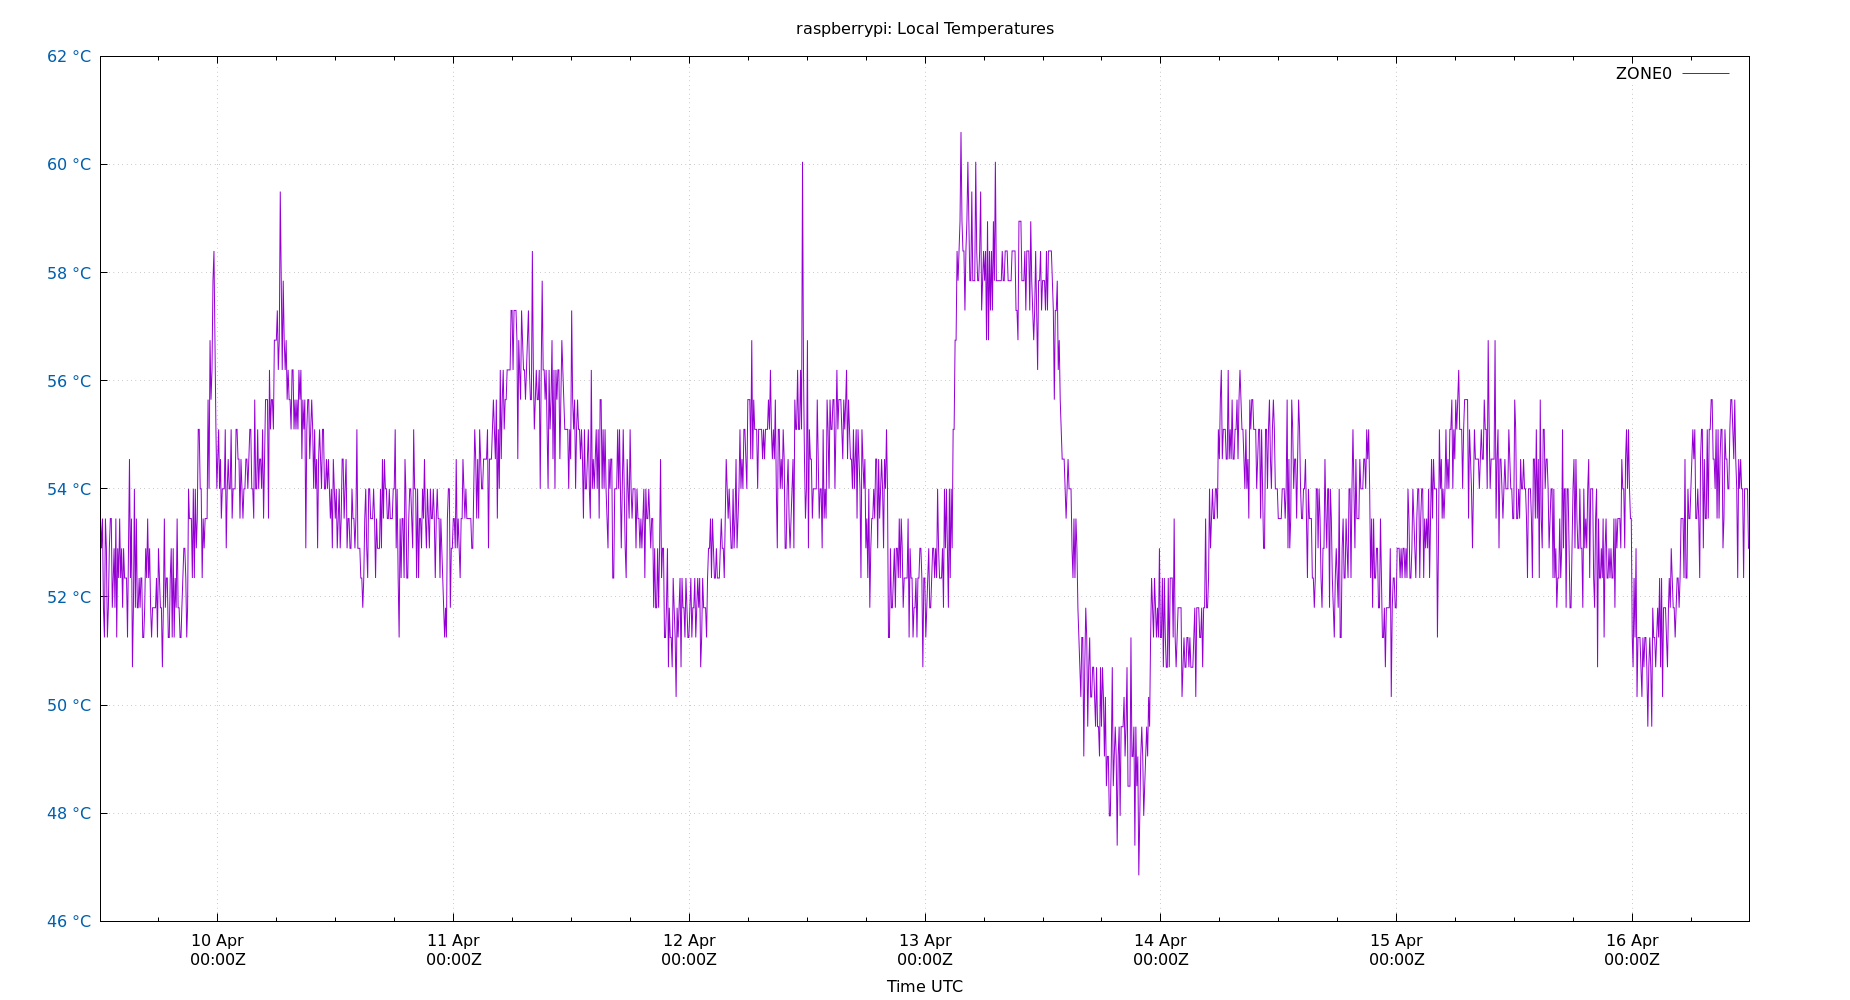 raspberrypi: Local Temperatures
62 °C
ZONE0
60 °C
58 °C
56 °C
54 °C
52 °C
50 °C
48 °C
46 °C
10 Apr 11 Apr 12 Apr 13 Apr 14 Apr 15 Apr 16 Apr
00:00Z 00:00Z 00:00Z 00:00Z 00:00Z 00:00Z 00:00Z
Time UTC